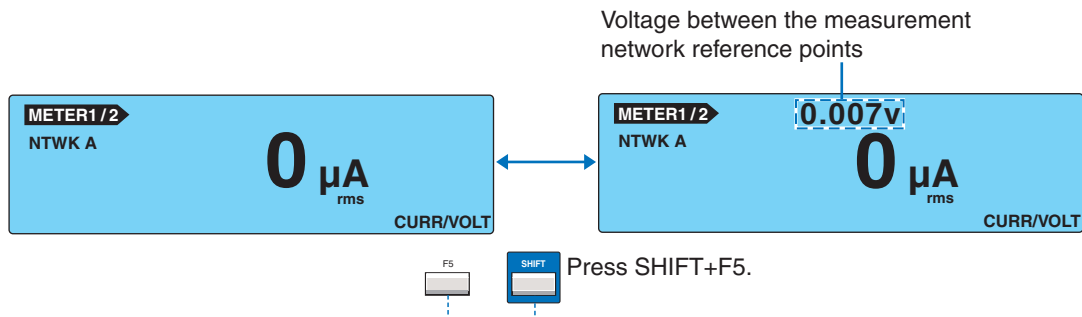 Voltage between the measurement
network reference points
METER1/2
NTWK A
0 µA
rms
CURR/VOLT
METER1/2
0.007v
NTWK A
0 µA
rms
CURR/VOLT
F5
SHIFT
Press SHIFT+F5.